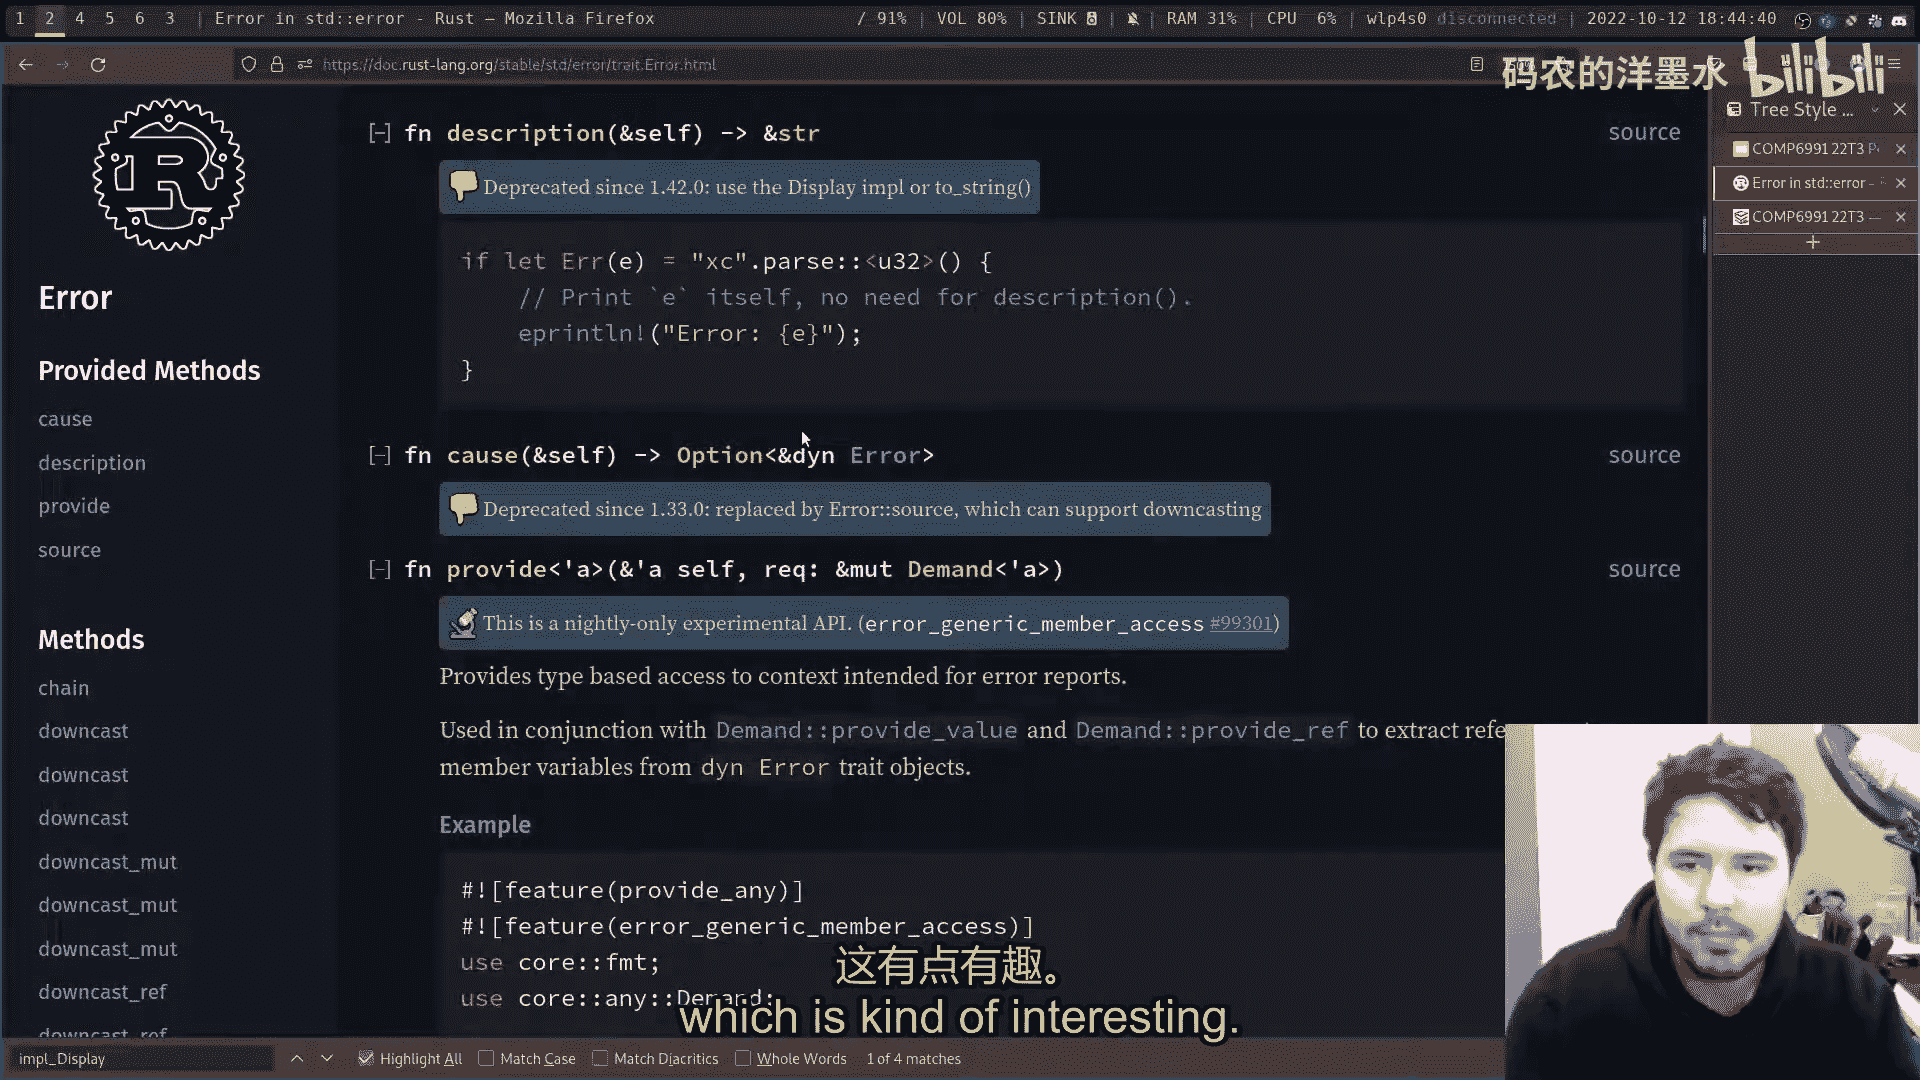 1 2 4 5 6 3 | Error in std::error - Rust — Mozilla Firefox
/ 91% | VOL 80% | SINK | | RAM 31% | CPU 6% | wlp4s0 disconnected | 2022-10-12 18:44:40
https://doc.rust-lang.org/stable/std/error/trait.Error.html
码农的洋墨水 bilibili
Tree Style ...
COMP6991 22T3 P
Error in std::error -
COMP6991 22T3 —
+
Error
Provided Methods
cause
description
provide
source
Methods
chain
downcast
downcast
downcast
downcast_mut
downcast_mut
downcast_mut
downcast_ref
downcast_ref
[-] fn description(&self) -> &str source
Deprecated since 1.42.0: use the Display impl or to_string()
if let Err(e) = "xc".parse::<u32>() {
// Print `e` itself, no need for description().
eprintln!("Error: {e}");
}
[-] fn cause(&self) -> Option<&dyn Error> source
Deprecated since 1.33.0: replaced by Error::source, which can support downcasting
[-] fn provide<'a>(&'a self, req: &mut Demand<'a>) source
This is a nightly-only experimental API. (error_generic_member_access #99301)
Provides type based access to context intended for error reports.
Used in conjunction with Demand::provide_value and Demand::provide_ref to extract
member variables from dyn Error trait objects.
Example
#![feature(provide_any)]
#![feature(error_generic_member_access)]
use core::fmt;
use core::any::Demand;
这有点有趣。
which is kind of interesting.
impl_Display
Highlight All Match Case Match Diacritics Whole Words 1 of 4 matches